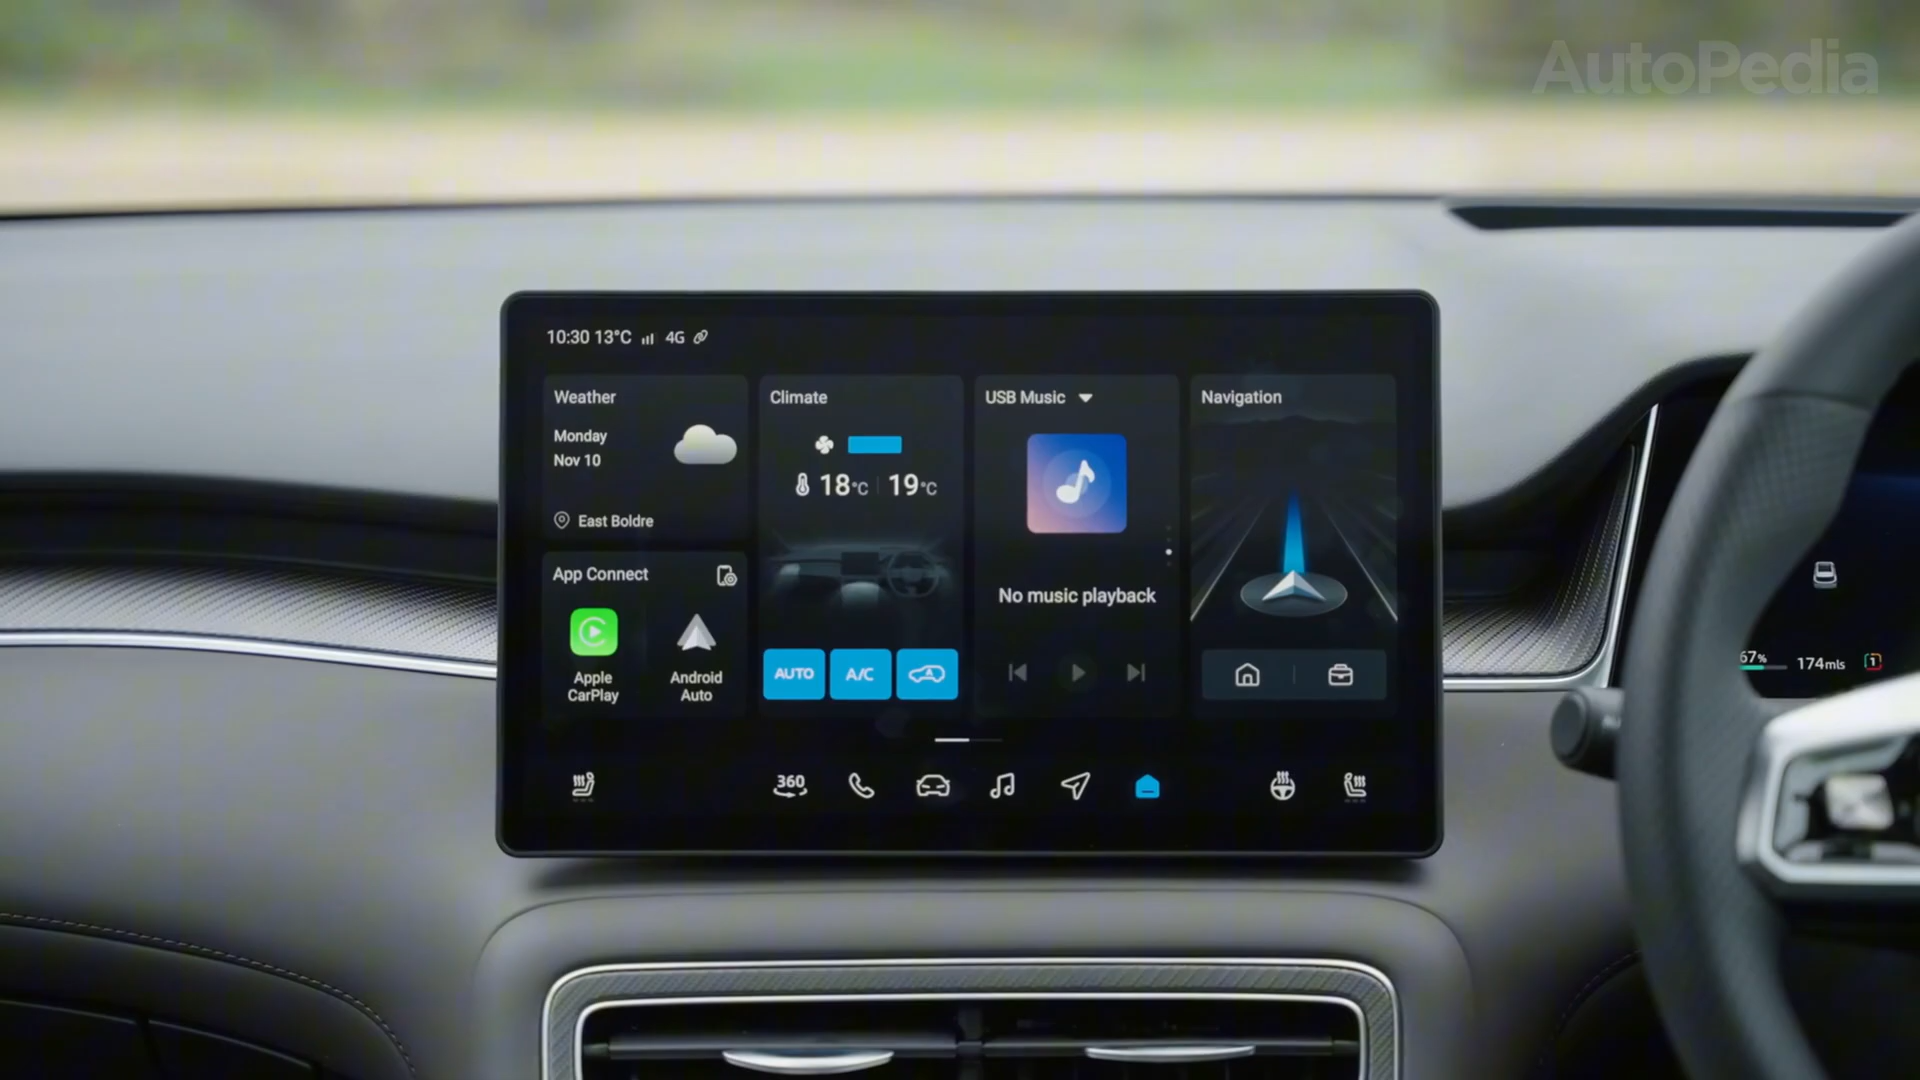 AutoPedia
10:30 13°C 4G
Weather
Monday
Nov 10
East Boldre
App Connect
Apple
CarPlay
Android
Auto
Climate
18°C 19°C
AUTO A/C A
USB Music
No music playback
Navigation
360
67% 174mls 1